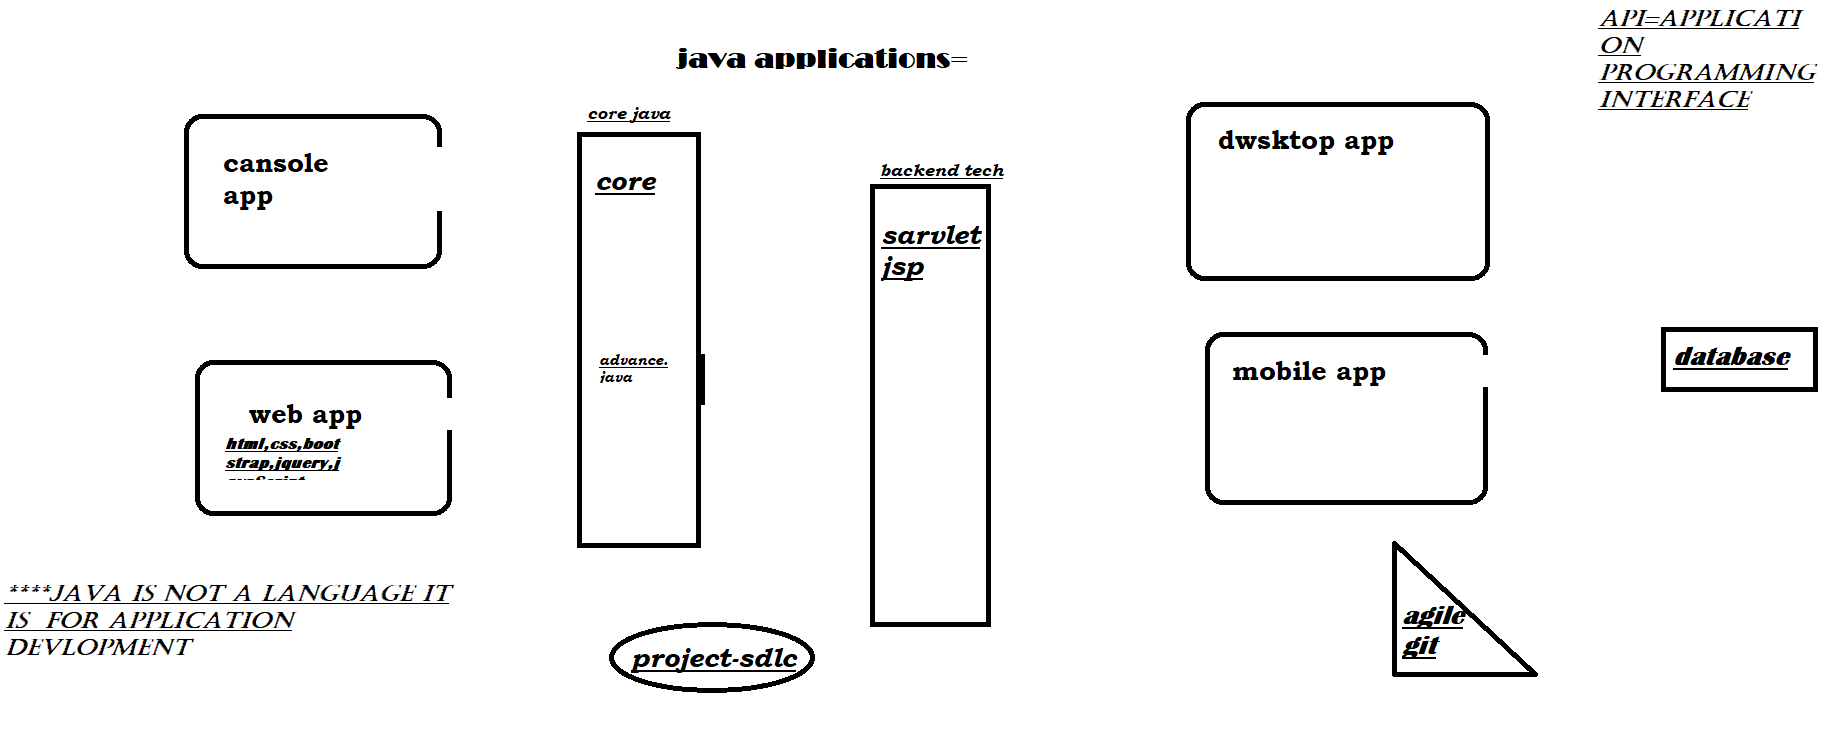 java applications=
API=APPLICATI
ON
PROGRAMMING
INTERFACE
cansole
app
core java
core
advance.
java
backend tech
sarvlet
jsp
dwsktop app
web app
html,css,boot
strap,jquery,j
mobile app
database
****JAVA IS NOT A LANGUAGE IT
IS FOR APPLICATION
DEVLOPMENT
project-sdlc
agile
git